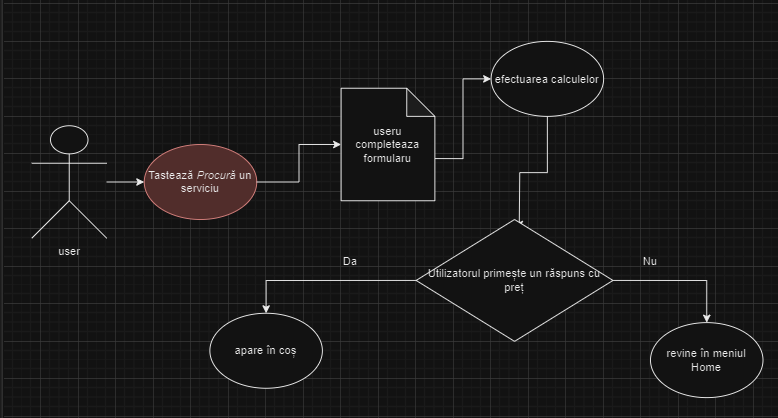 efectuarea calculelor
useru
completeaza
formularu
Tastează Procură un
serviciu
user
Da
Nu
Utilizatorul primește un răspuns cu
preț
apare în coș
revine în meniul
Home